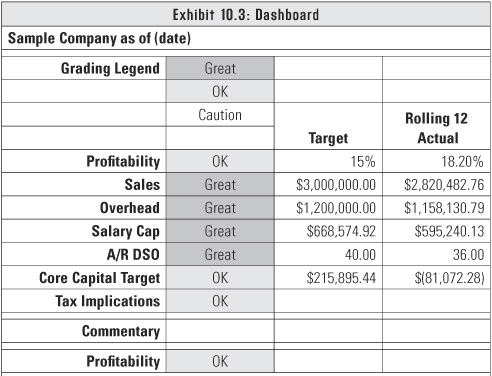 Exhibit 10.3: Dashboard
Sample Company as of (date)
Grading Legend Great
OK
Caution
Target Rolling 12 Actual
Profitability OK 15% 18.20%
Sales Great $3,000,000.00 $2,820,482.76
Overhead Great $1,200,000.00 $1,158,130.79
Salary Cap Great $668,574.92 $595,240.13
A/R DSO Great 40.00 36.00
Core Capital Target OK $215,895.44 $(81,072.28)
Tax Implications OK
Commentary
Profitability OK